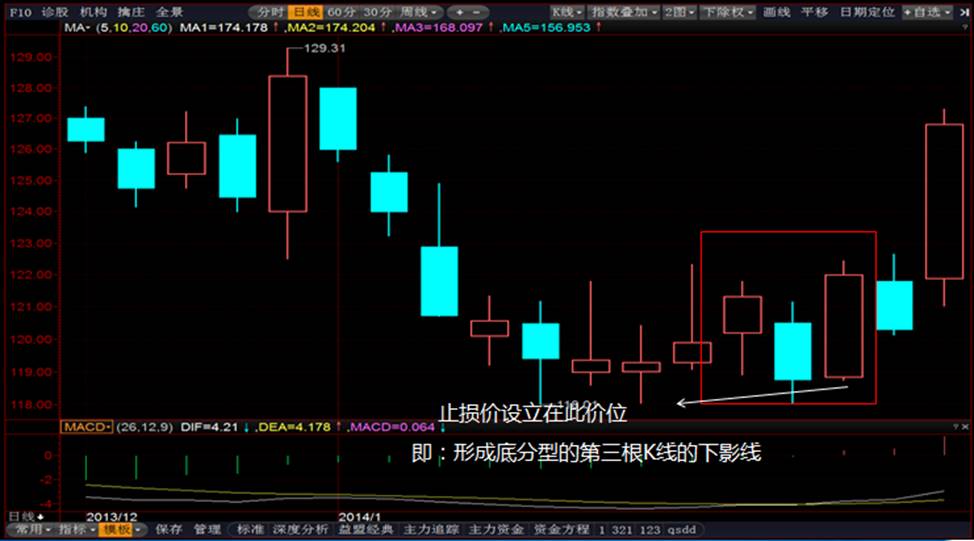 F10 诊股 机构 擒庄 全景 分时 日线 60分 30分 周线 K线 指数叠加 2图 下除权 画线 平移 日期定位 +自选
MA (5,10,20,60) MA1=174.178↑,MA2=174.204↑,MA3=168.097↑,MA5=156.953↑
129.00
129.31
128.00
127.00
126.00
125.00
124.00
123.00
122.00
121.00
120.00
119.00
118.00
止损价设立在此价位
MACD (26,12,9) DIF=4.21↓,DEA=4.178↑,MACD=0.064↓
即：形成底分型的第三根K线的下影线
0
-2
-4
日线 2013/12 2014/1
常用 指标 模板 保存 管理 标准 深度分析 益盟经典 主力追踪 主力资金 资金方程 1 321 123 qsdd